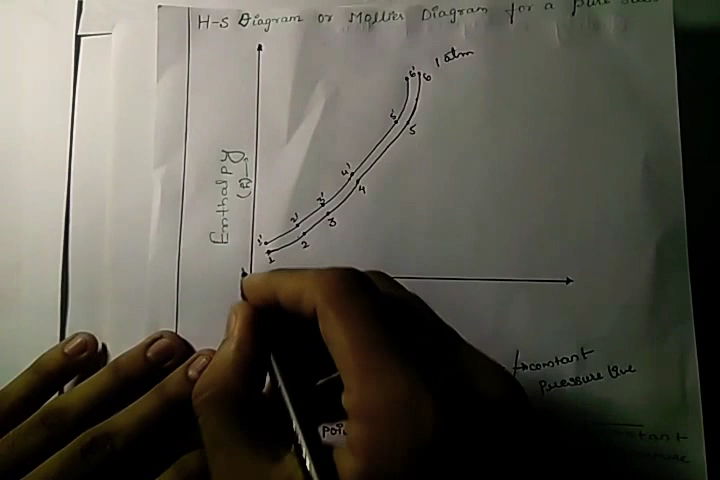 H-S Diagram or Mollier Diagram for a pure
1 atm
6' 6
5' 5
4' 4
3' 3
2' 2
1' 1
Enthalpy
(h)
constant
pressure line